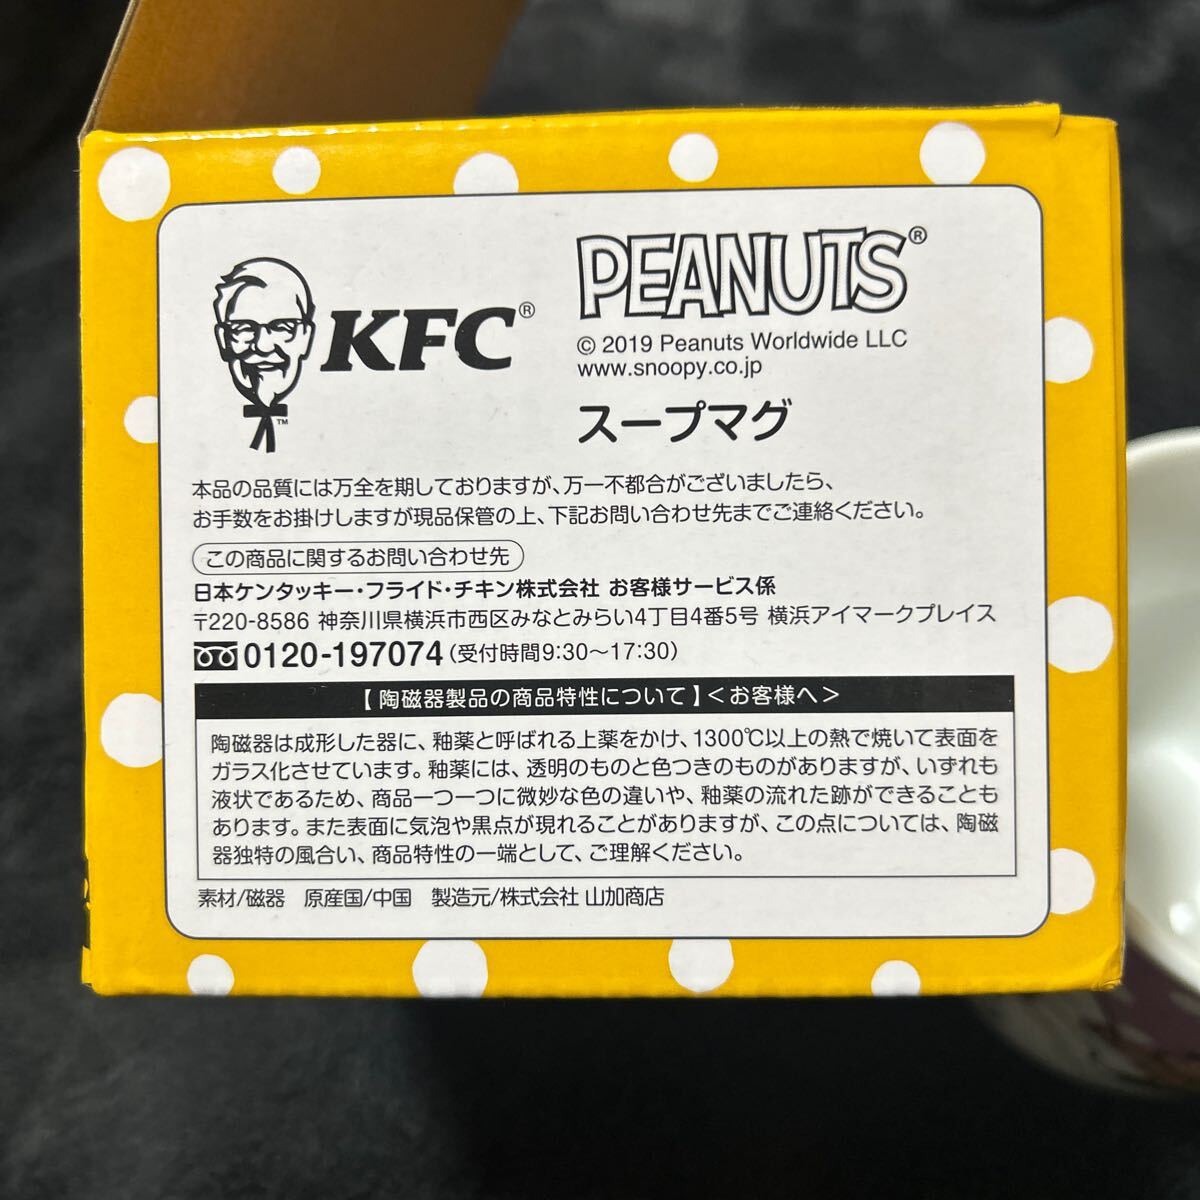 KFC®
TM
PEANUTS®
© 2019 Peanuts Worldwide LLC
www.snoopy.co.jp
スープマグ
本品の品質には万全を期しておりますが、万一不都合がございましたら、
お手数をお掛けしますが現品保管の上、下記お問い合わせ先までご連絡ください。
この商品に関するお問い合わせ先
日本ケンタッキー・フライド・チキン株式会社 お客様サービス係
〒220-8586 神奈川県横浜市西区みなとみらい4丁目4番5号 横浜アイマークプレイス
0120-197074 (受付時間9:30〜17:30)
【 陶磁器製品の商品特性について 】<お客様へ>
陶磁器は成形した器に、釉薬と呼ばれる上薬をかけ、1300℃以上の熱で焼いて表面を
ガラス化させています。釉薬には、透明のものと色つきのものがありますが、いずれも
液状であるため、商品一つ一つに微妙な色の違いや、釉薬の流れた跡ができることも
あります。また表面に気泡や黒点が現れることがありますが、この点については、陶磁
器独特の風合い、商品特性の一端として、ご理解ください。
素材/磁器 原産国/中国 製造元/株式会社 山加商店